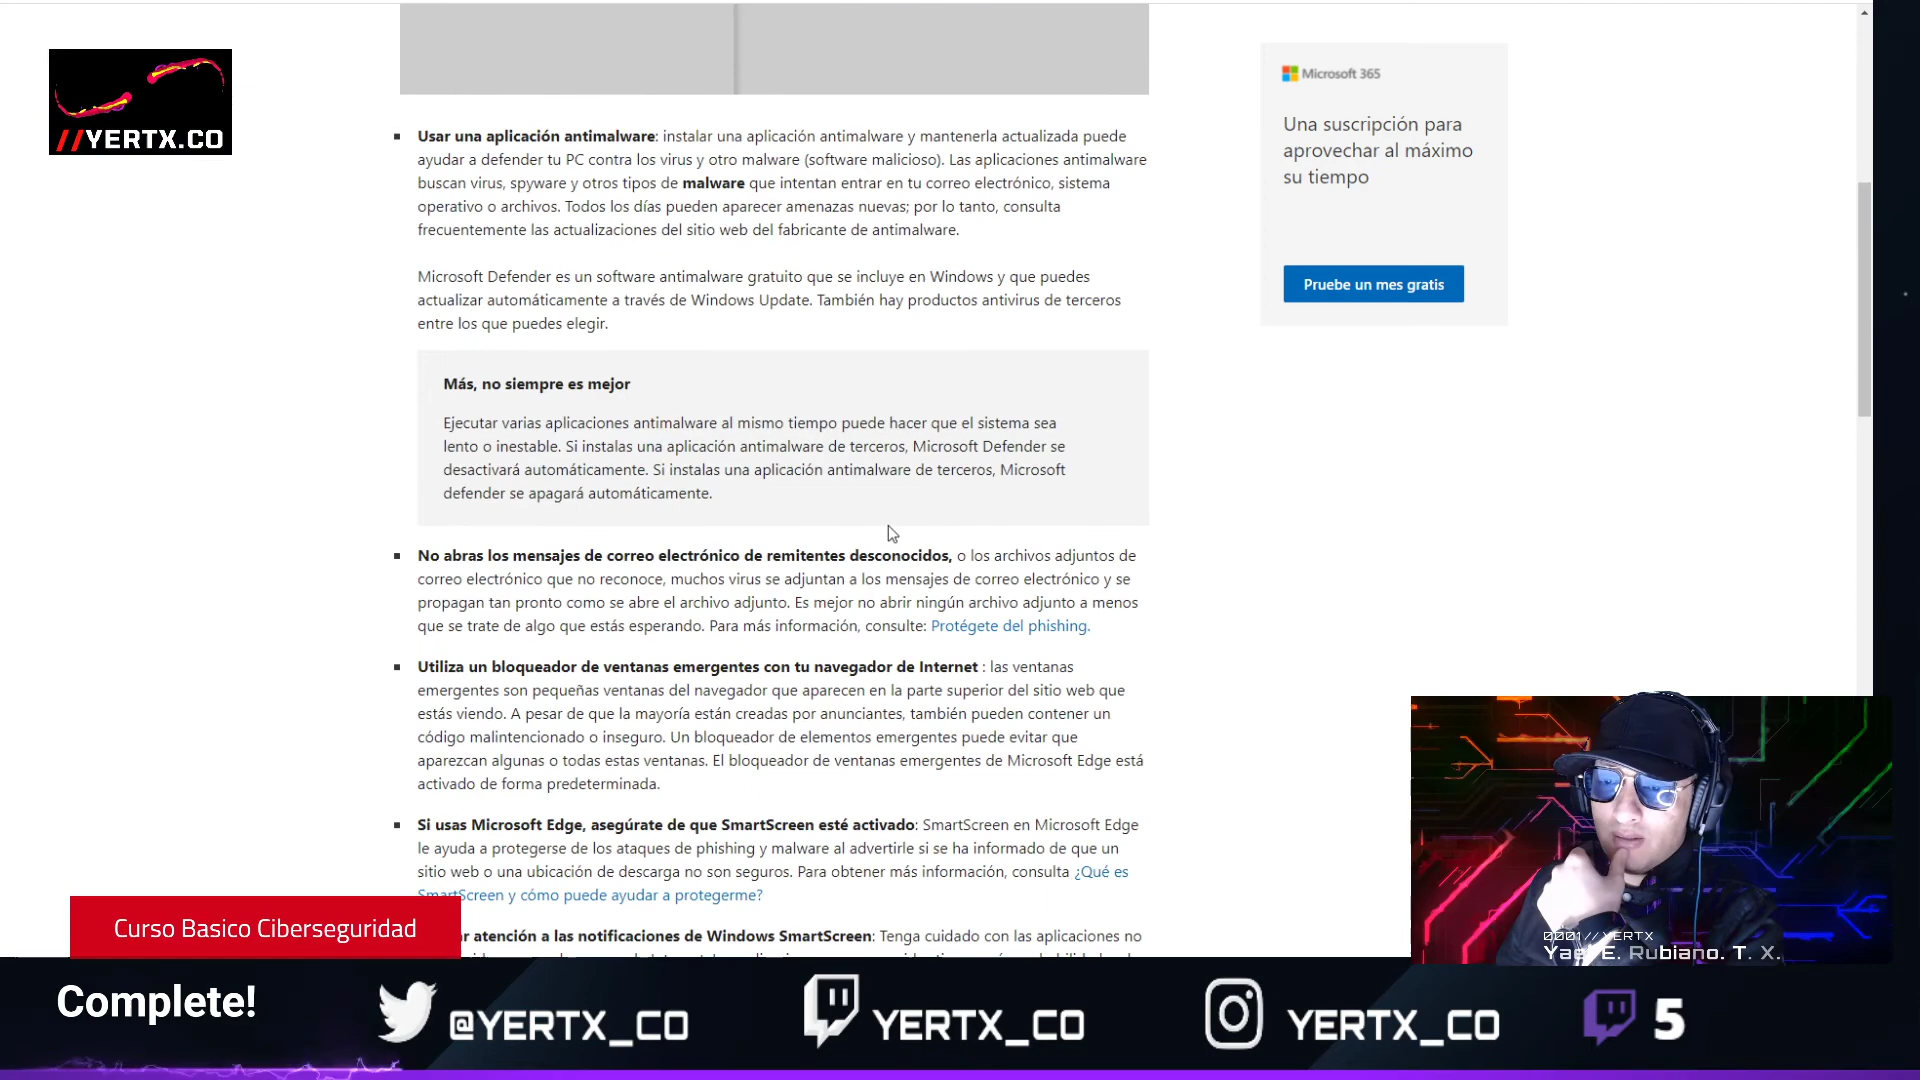 //YERTX.CO
Usar una aplicación antimalware: instalar una aplicación antimalware y mantenerla actualizada puede
ayudar a defender tu PC contra los virus y otro malware (software malicioso). Las aplicaciones antimalware
buscan virus, spyware y otros tipos de malware que intentan entrar en tu correo electrónico, sistema
operativo o archivos. Todos los días pueden aparecer amenazas nuevas; por lo tanto, consulta
frecuentemente las actualizaciones del sitio web del fabricante de antimalware.
Microsoft Defender es un software antimalware gratuito que se incluye en Windows y que puedes
actualizar automáticamente a través de Windows Update. También hay productos antivirus de terceros
entre los que puedes elegir.
Más, no siempre es mejor
Ejecutar varias aplicaciones antimalware al mismo tiempo puede hacer que el sistema sea
lento o inestable. Si instalas una aplicación antimalware de terceros, Microsoft Defender se
desactivará automáticamente. Si instalas una aplicación antimalware de terceros, Microsoft
defender se apagará automáticamente.
No abras los mensajes de correo electrónico de remitentes desconocidos, o los archivos adjuntos de
correo electrónico que no reconoce, muchos virus se adjuntan a los mensajes de correo electrónico y se
propagan tan pronto como se abre el archivo adjunto. Es mejor no abrir ningún archivo adjunto a menos
que se trate de algo que estás esperando. Para más información, consulte: Protégete del phishing.
Utiliza un bloqueador de ventanas emergentes con tu navegador de Internet : las ventanas
emergentes son pequeñas ventanas del navegador que aparecen en la parte superior del sitio web que
estás viendo. A pesar de que la mayoría están creadas por anunciantes, también pueden contener un
código malintencionado o inseguro. Un bloqueador de elementos emergentes puede evitar que
aparezcan algunas o todas estas ventanas. El bloqueador de ventanas emergentes de Microsoft Edge está
activado de forma predeterminada.
Si usas Microsoft Edge, asegúrate de que SmartScreen esté activado: SmartScreen en Microsoft Edge
le ayuda a protegerse de los ataques de phishing y malware al advertirle si se ha informado de que un
sitio web o una ubicación de descarga no son seguros. Para obtener más información, consulta ¿Qué es
SmartScreen y cómo puede ayudar a protegerme?
atención a las notificaciones de Windows SmartScreen: Tenga cuidado con las aplicaciones no
Microsoft 365
Una suscripción para
aprovechar al máximo
su tiempo
Pruebe un mes gratis
0001 // YERTX
Yael E. Rubiano. T. X.
Curso Basico Ciberseguridad
Complete!
@YERTX_CO
YERTX_CO
YERTX_CO
5